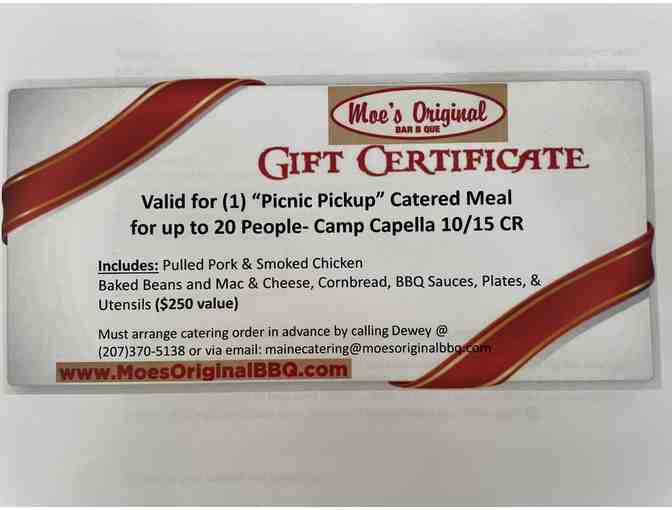 Moe's Original
BAR B QUE
GIFT CERTIFICATE
Valid for (1) “Picnic Pickup” Catered Meal
for up to 20 People- Camp Capella 10/15 CR
Includes: Pulled Pork & Smoked Chicken
Baked Beans and Mac & Cheese, Cornbread, BBQ Sauces, Plates, &
Utensils ($250 value)
Must arrange catering order in advance by calling Dewey @
(207)370-5138 or via email: mainecatering@moesoriginalbbq.com
www.MoesOriginalBBQ.com